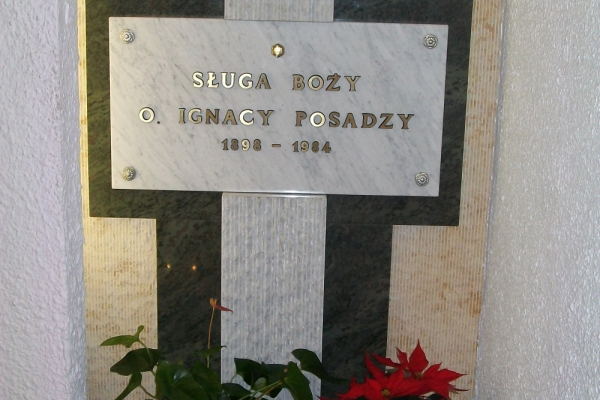 SŁUGA BOŻY
O. IGNACY POSADZY
1898 - 1984